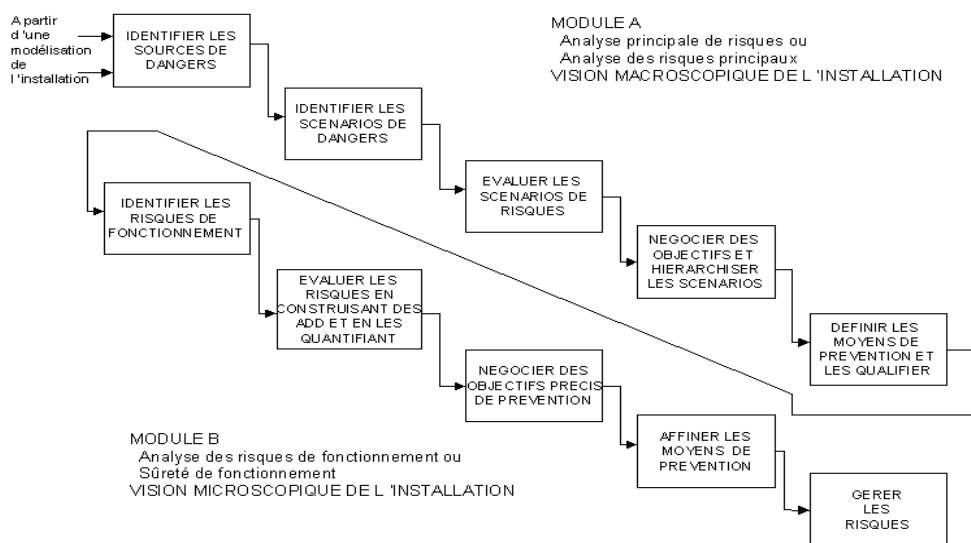 A partir
d 'une
modélisation
de
l 'installation
IDENTIFIER LES
SOURCES DE
DANGERS
MODULE A
Analyse principale de risques ou
Analyse des risques principaux
VISION MACROSCOPIQUE DE L 'INSTALLATION
IDENTIFIER LES
SCENARIOS DE
DANGERS
EVALUER LES
SCENARIOS DE
RISQUES
NEGOCIER DES
OBJECTIFS ET
HIERARCHISER
LES SCENARIOS
DEFINIR LES
MOYENS DE
PREVENTION ET
LES QUALIFIER
IDENTIFIER LES
RISQUES DE
FONCTIONNEMENT
EVALUER LES
RISQUES EN
CONSTRUISANT DES
ADD ET EN LES
QUANTIFIANT
NEGOCIER DES
OBJECTIFS PRECIS
DE PREVENTION
AFFINER LES
MOYENS DE
PREVENTION
GERER
LES
RISQUES
MODULE B
Analyse des risques de fonctionnement ou
Sûreté de fonctionnement
VISION MICROSCOPIQUE DE L 'INSTALLATION